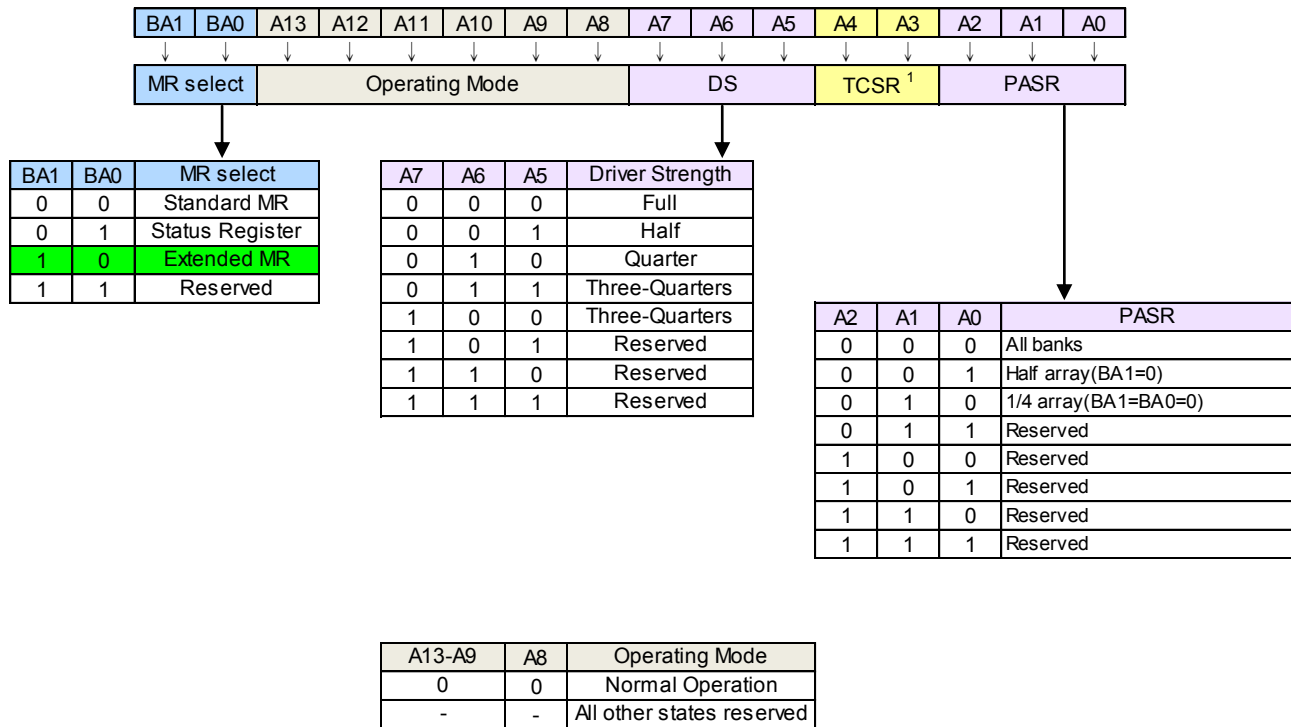 BA1 BA0 A13 A12 A11 A10 A9 A8 A7 A6 A5 A4 A3 A2 A1 A0
MR select Operating Mode DS TCSR 1 PASR
BA1 BA0 MR select
0 0 Standard MR
0 1 Status Register
1 0 Extended MR
1 1 Reserved
A7 A6 A5 Driver Strength
0 0 0 Full
0 0 1 Half
0 1 0 Quarter
0 1 1 Three-Quarters
1 0 0 Three-Quarters
1 0 1 Reserved
1 1 0 Reserved
1 1 1 Reserved
A2 A1 A0 PASR
0 0 0 All banks
0 0 1 Half array(BA1=0)
0 1 0 1/4 array(BA1=BA0=0)
0 1 1 Reserved
1 0 0 Reserved
1 0 1 Reserved
1 1 0 Reserved
1 1 1 Reserved
A13-A9 A8 Operating Mode
0 0 Normal Operation
- - All other states reserved